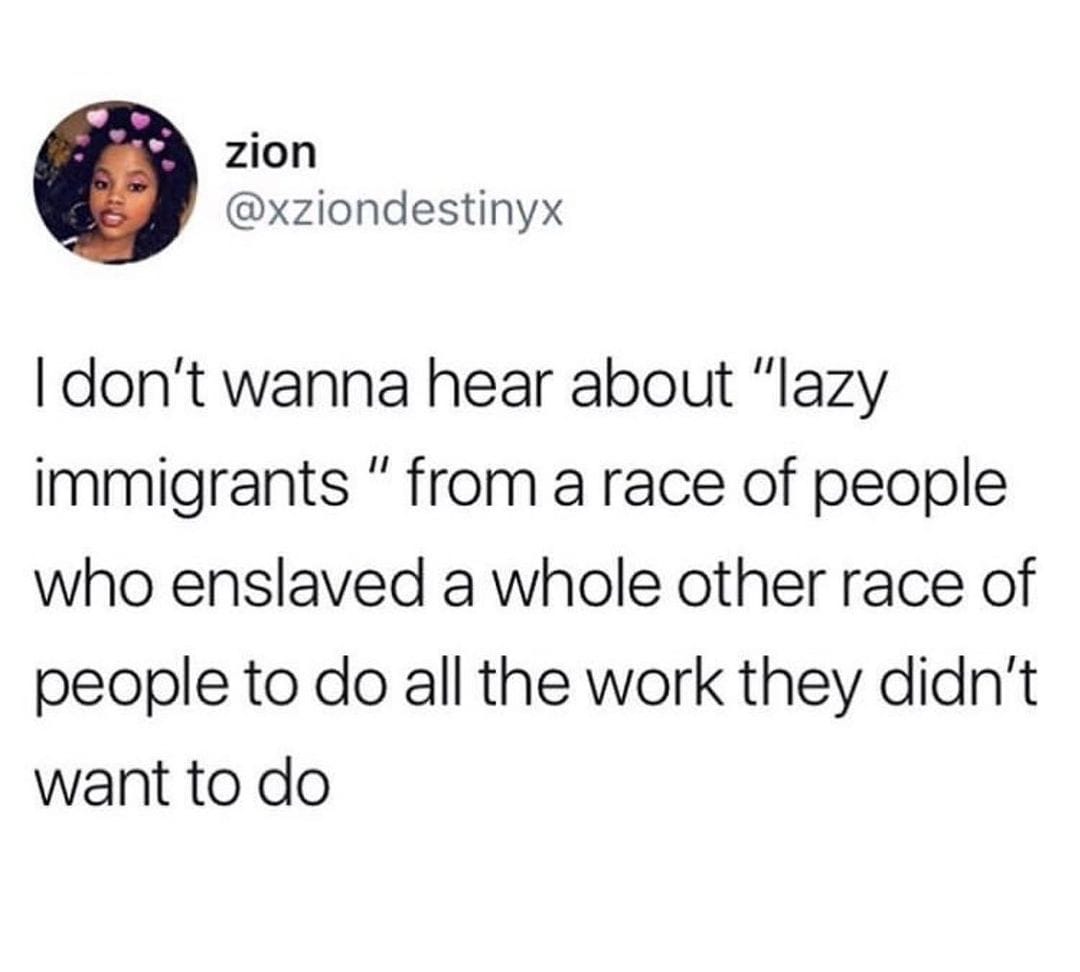 zion
@xziondestinyx
I don't wanna hear about "lazy
immigrants " from a race of people
who enslaved a whole other race of
people to do all the work they didn't
want to do